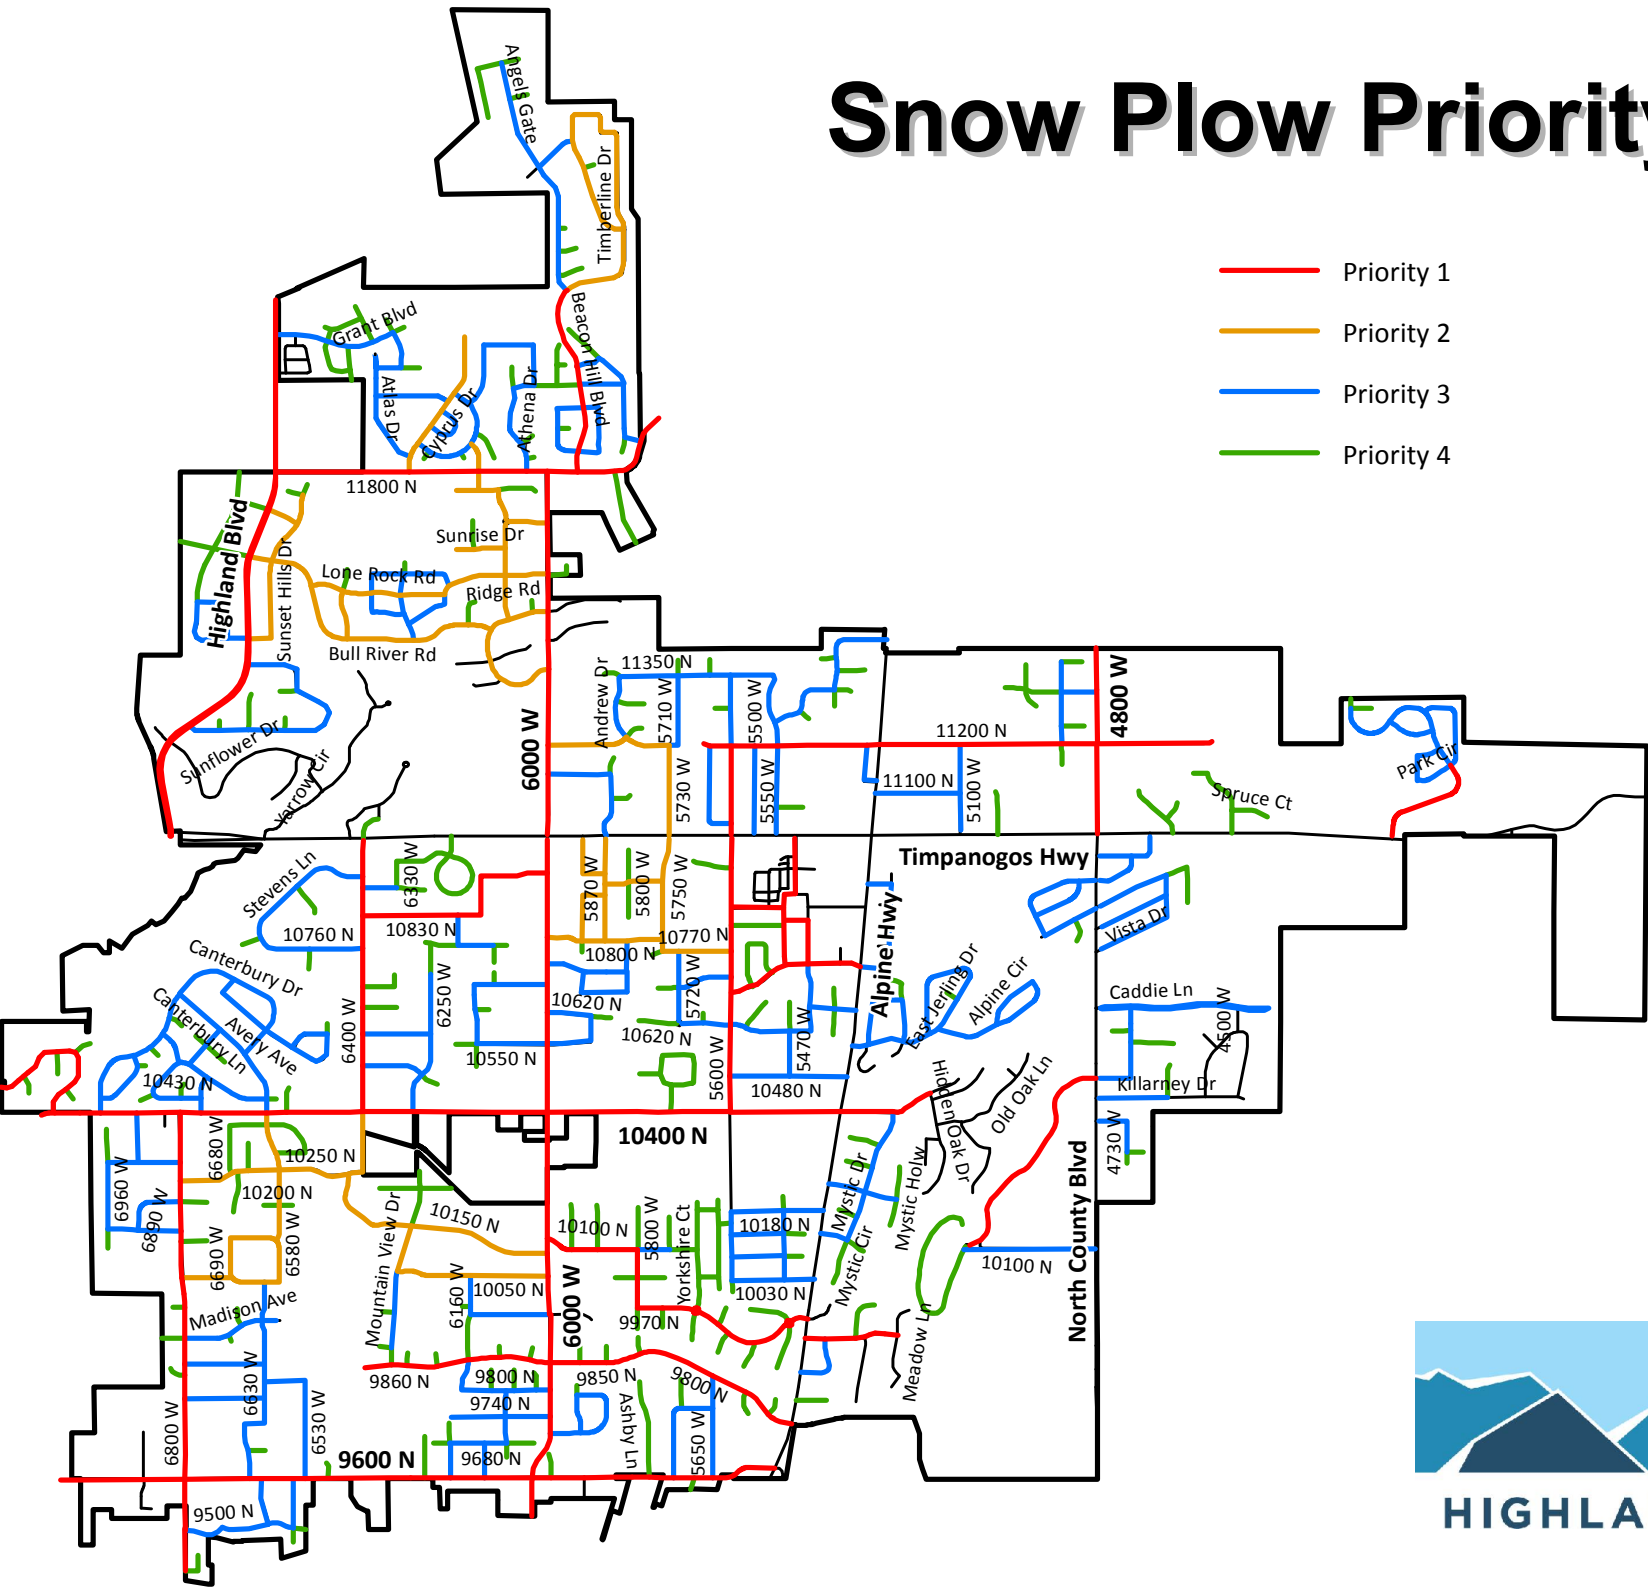 Snow Plow Priority
Angels Gate
Timberline Dr
Priority 1
Priority 2
Priority 3
Priority 4
Beacon Hill Blvd
Grant Blvd
Atlas Dr
Cyprus Dr
Athena Dr
11800 N
Highland Blvd
Sunrise Dr
Sunset Hills Dr
Lone Rock Rd
Ridge Rd
Bull River Rd
11350 N
Andrew Dr
5710 W
5500 W
4800 W
11200 N
6000 W
Sunflower Dr
Yarrow Cir
5730 W
5550 W
11100 N
5100 W
Park Cir
Spruce Ct
Timpanogos Hwy
Stevens Ln
6330 W
5870 W
5800 W
5750 W
10830 N
10760 N
10770 N
10800 N
Vista Dr
Alpine Hwy
Canterbury Dr
Canterbury Ln
Avery Ave
6400 W
6250 W
10620 N
5720 W
10620 N
East Jerling Dr
Alpine Cir
Caddie Ln
4500 W
5470 W
5600 W
10550 N
10430 N
10480 N
Hidden Oak Dr
Old Oak Ln
Killarney Dr
10400 N
4730 W
6680 W
10250 N
6960 W
10200 N
6890 W
Mystic Dr
Mystic Holw
North County Blvd
10150 N
10100 N
5800 W
Yorkshire Ct
10180 N
Mountain View Dr
6690 W
6580 W
10100 N
Mystic Cir
10050 N
6160 W
10030 N
6000 W
Madison Ave
9970 N
Meadow Ln
9860 N
9800 N
9850 N
9800 N
6630 W
9740 N
Ashby Ln
6800 W
6530 W
5650 W
9600 N
9680 N
9500 N
HIGHLA